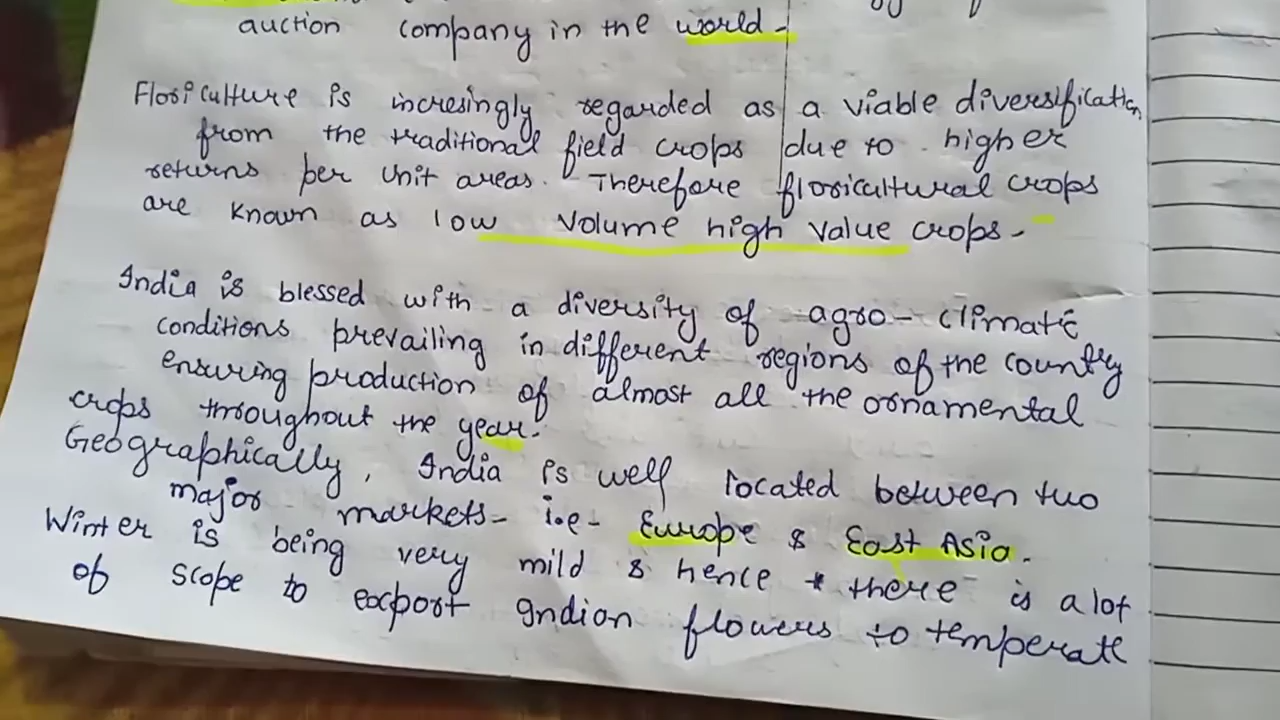 auction company in the world.
Floriculture is incresingly regarded as a viable diversification
from the traditional field crops due to higher
returns per unit areas. Therefore floricultural crops
are known as low volume high value crops.
India is blessed with a diversity of agro-climatic
conditions prevailing in different regions of the country
ensuring production of almost all the ornamental
crops throughout the year.
Geographically, India is well located between two
major markets- i.e- Europe & East Asia.
Winter is being very mild & hence there is a lot
of scope to export Indian flowers to temperate